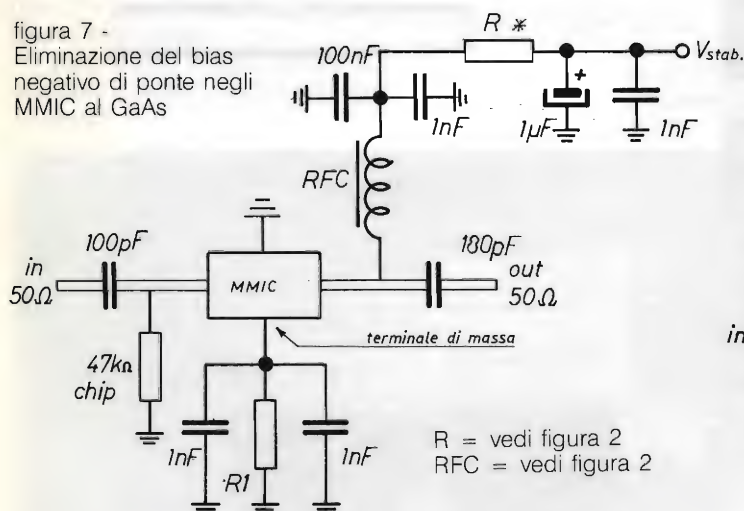 figura 7 -
Eliminazione del bias
negativo di ponte negli
MMIC al GaAs
R *
100nF
1nF
+
1µF
1nF
Vstab.
RFC
100pF
180pF
in
50Ω
MMIC
out
50Ω
terminale di massa
in
47kΩ
chip
1nF
R1
1nF
R = vedi figura 2
RFC = vedi figura 2